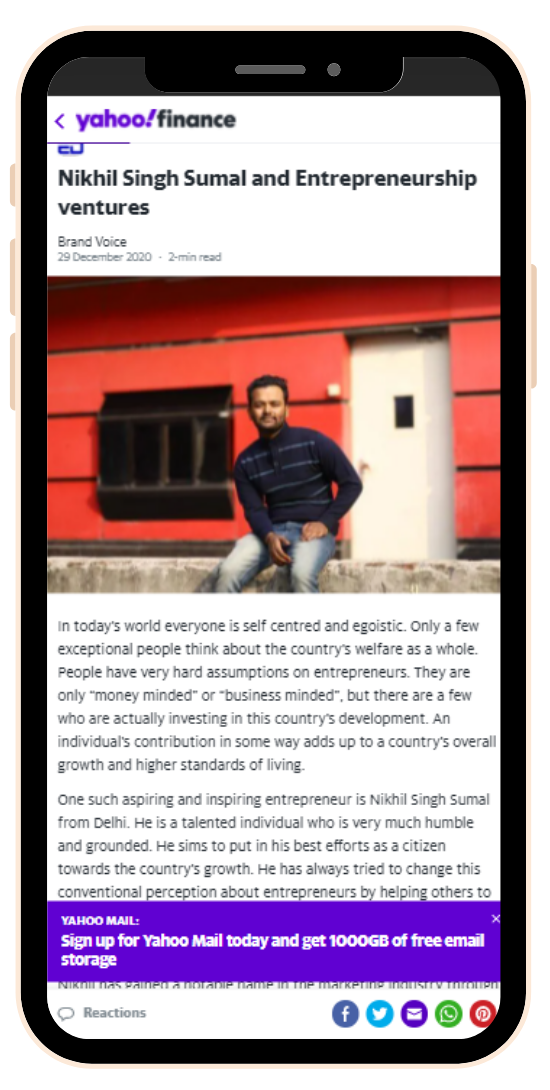 yahoo!finance
Nikhil Singh Sumal and Entrepreneurship
ventures
Brand Voice
29 December 2020 · 2-min read
In today's world everyone is self centred and egoistic. Only a few
exceptional people think about the country's welfare as a whole.
People have very hard assumptions on entrepreneurs. They are
only "money minded" or "business minded", but there are a few
who are actually investing in this country's development. An
individual's contribution in some way adds up to a country's overall
growth and higher standards of living.
One such aspiring and inspiring entrepreneur is Nikhil Singh Sumal
from Delhi. He is a talented individual who is very much humble
and grounded. He sims to put in his best efforts as a citizen
towards the country's growth. He has always tried to change this
conventional perception about entrepreneurs by helping others to
YAHOO MAIL:
Sign up for Yahoo Mail today and get 1000GB of free email
storage
Nikhil has gained a notable name in the marketing industry through
Reactions